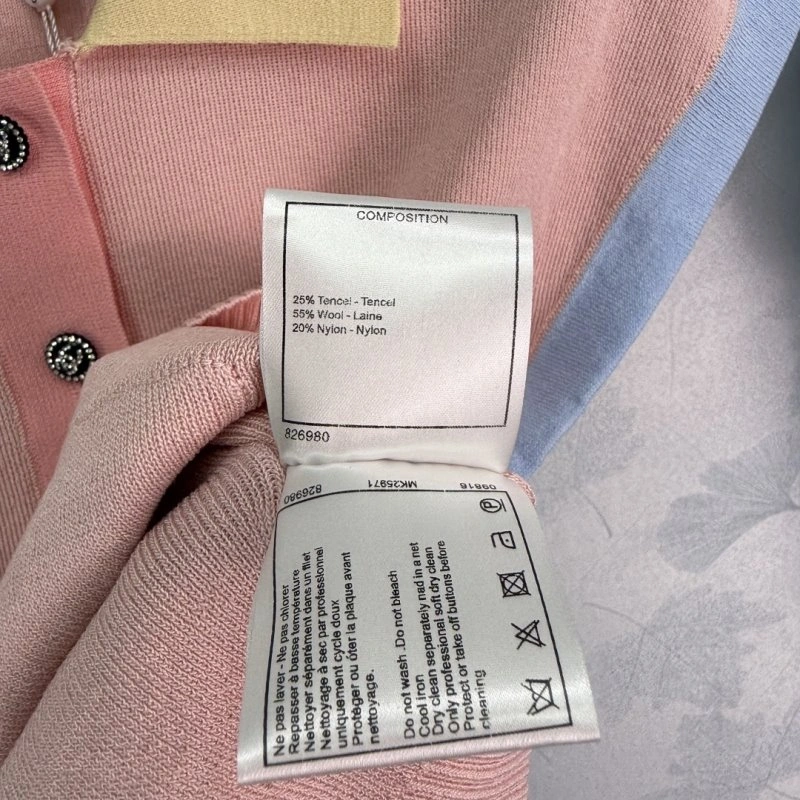 COMPOSITION
25% Tencel - Tencel
55% Wool - Laine
20% Nylon - Nylon
826980
826980
MK25971
09816
Ne pas laver - Ne pas chlorer
Repasser à basse température
Nettoyer séparément dans un filet
Nettoyage à sec par professionnel
uniquement cycle doux
Protéger ou ôter la plaque avant
nettoyage.
Do not wash .Do not bleach
Cool iron
Dry clean separately nad in a net
Only professional soft dry clean
Protect or take off buttons before
cleaning
P